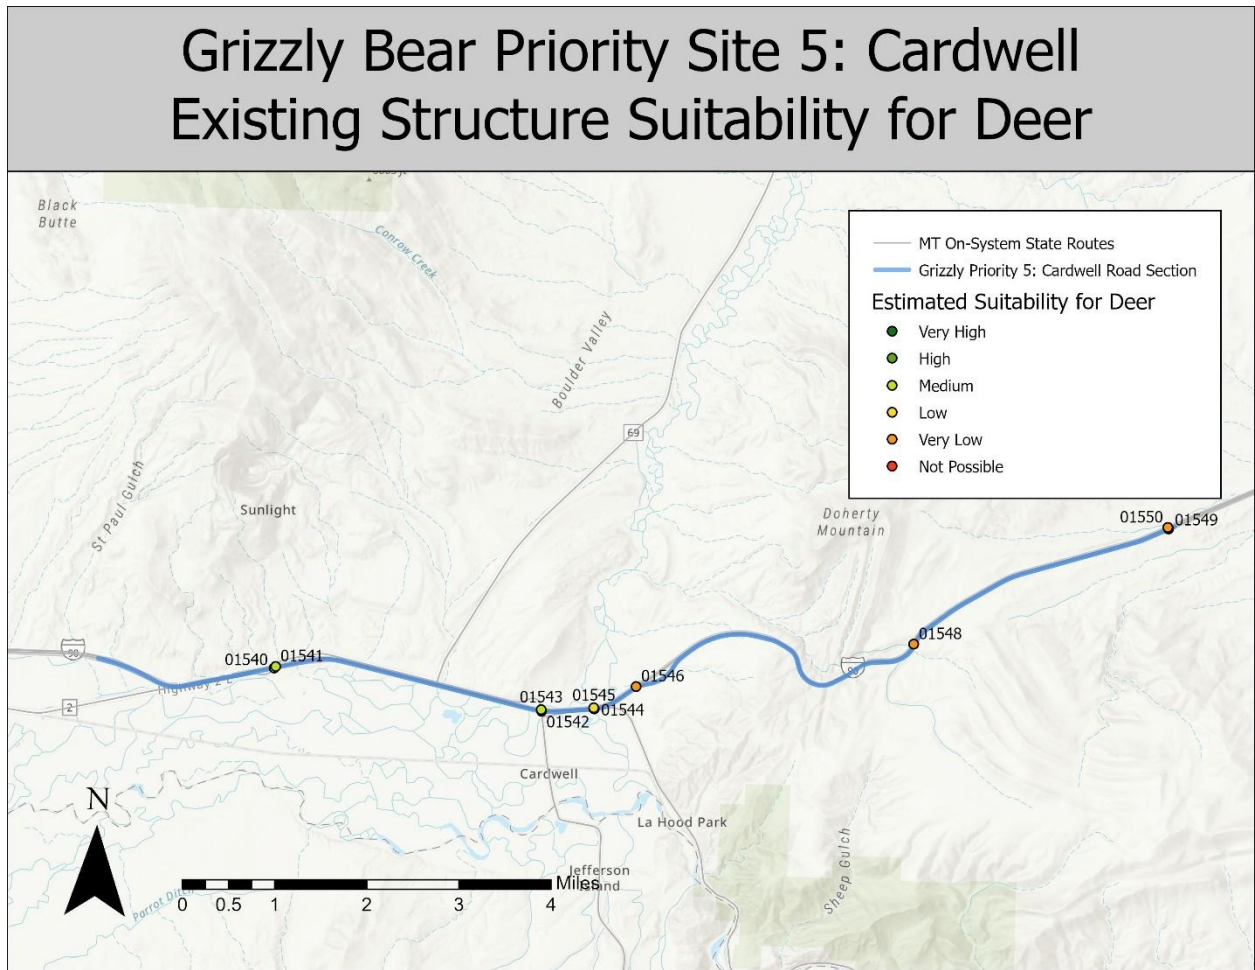 Grizzly Bear Priority Site 5: Cardwell
Existing Structure Suitability for Deer
Black
Butte
Conrow Creek
MT On-System State Routes
Grizzly Priority 5: Cardwell Road Section
Estimated Suitability for Deer
Very High
High
Medium
Low
Very Low
Not Possible
Boulder Valley
69
St Paul Gulch
Sunlight
Doherty
Mountain
01550
01549
01548
90
01540
01541
Highway 2 E
2
01543
01542
01545
01544
01546
Cardwell
La Hood Park
Jefferson
Island
Sheep Gulch
Parrot Ditch
N
Miles
0 0.5 1 2 3 4